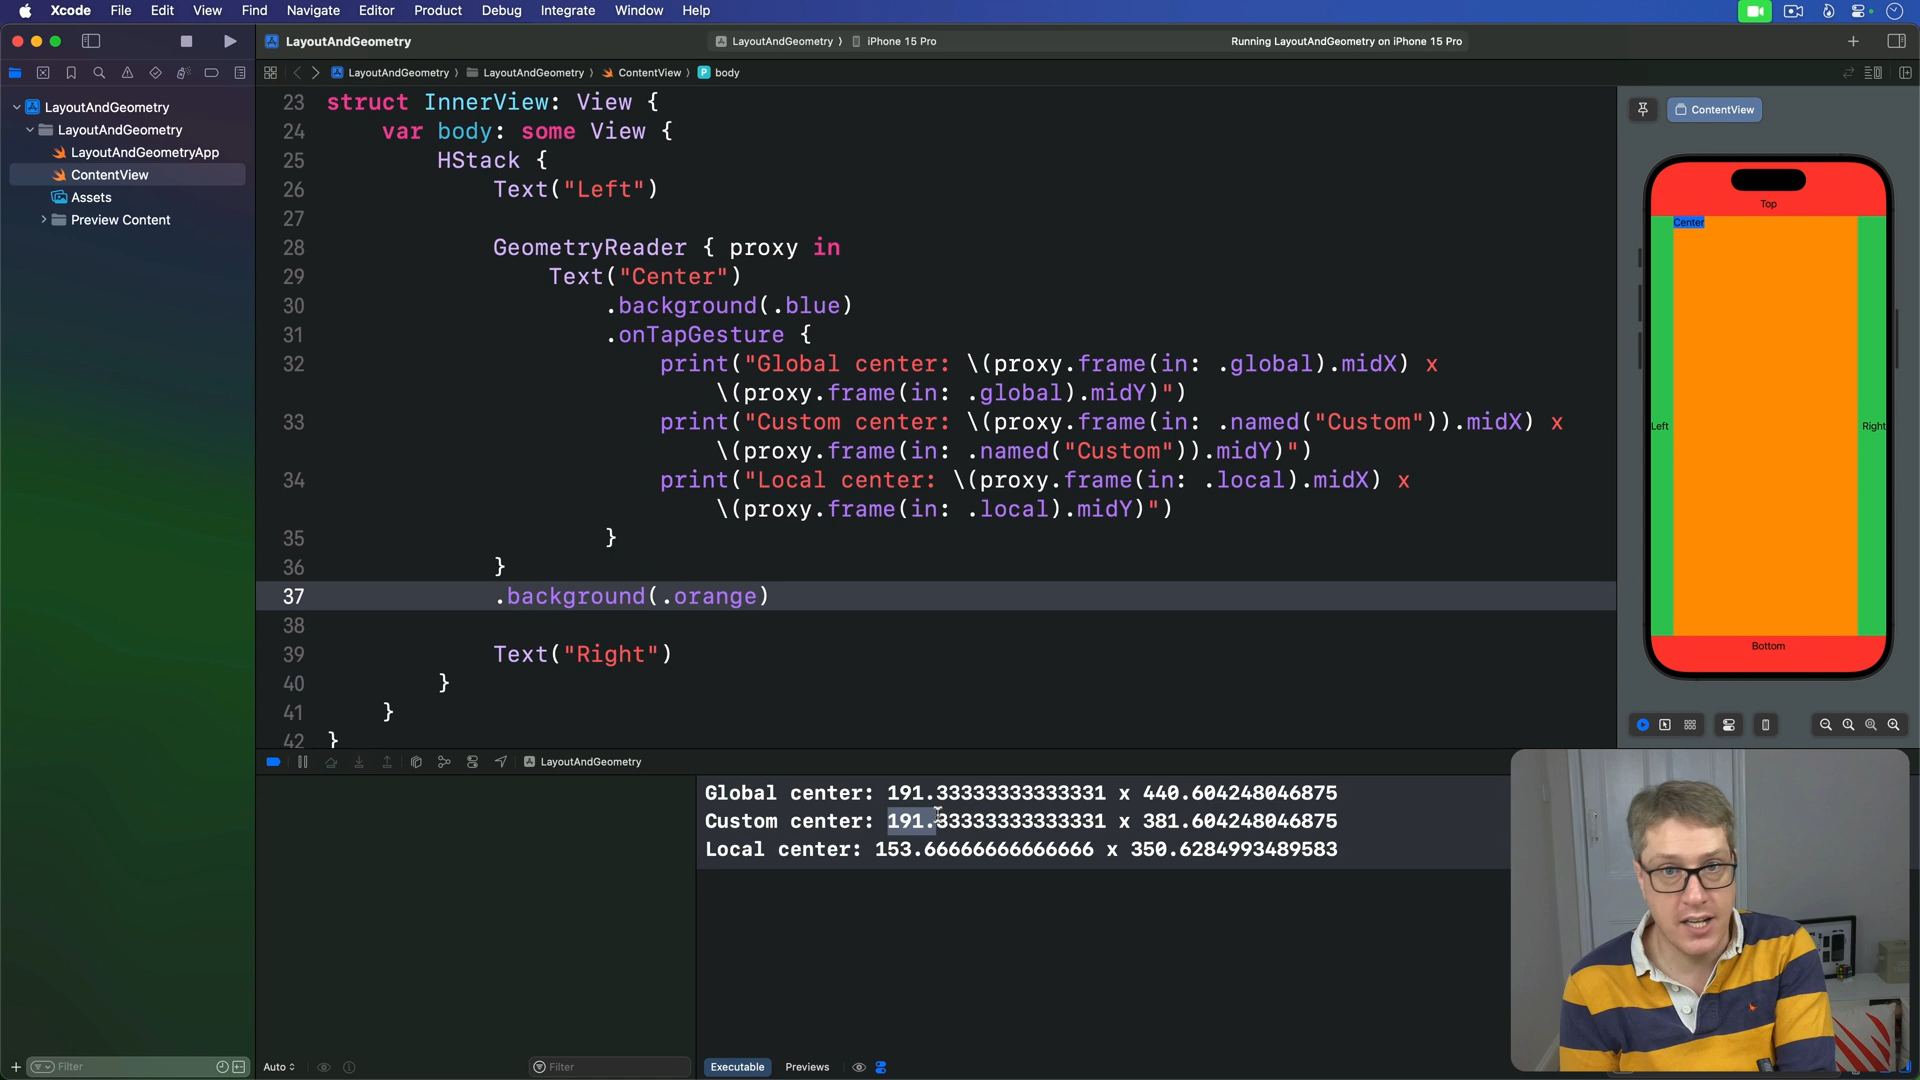 Xcode File Edit View Find Navigate Editor Product Debug Integrate Window Help
LayoutAndGeometry
LayoutAndGeometry 〉 iPhone 15 Pro
Running LayoutAndGeometry on iPhone 15 Pro
LayoutAndGeometry 〉 LayoutAndGeometry 〉 ContentView 〉 P body
LayoutAndGeometry
LayoutAndGeometry
LayoutAndGeometryApp
ContentView
Assets
Preview Content
23 struct InnerView: View {
24 var body: some View {
25 HStack {
26 Text("Left")
27
28 GeometryReader { proxy in
29 Text("Center")
30 .background(.blue)
31 .onTapGesture {
32 print("Global center: \(proxy.frame(in: .global).midX) x
\(proxy.frame(in: .global).midY)")
33 print("Custom center: \(proxy.frame(in: .named("Custom")).midX) x
\(proxy.frame(in: .named("Custom")).midY)")
34 print("Local center: \(proxy.frame(in: .local).midX) x
\(proxy.frame(in: .local).midY)")
35 }
36 }
37 .background(.orange)
38
39 Text("Right")
40 }
41 }
42 }
ContentView
Top
Center
Left
Right
Bottom
LayoutAndGeometry
Global center: 191.33333333333331 x 440.604248046875
Custom center: 191.33333333333331 x 381.604248046875
Local center: 153.66666666666666 x 350.6284993489583
Filter
Auto
Filter
Executable Previews